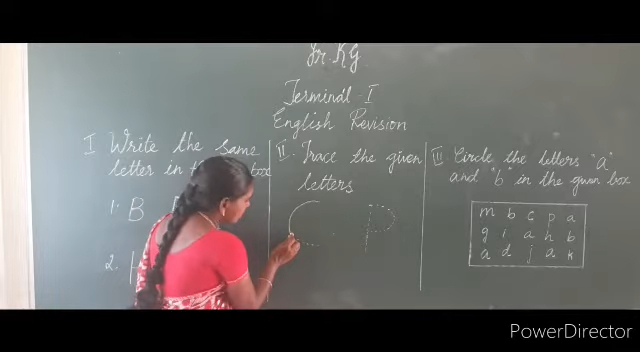 Jr. KG
Terminal - I
English Revision
I Write the same
letter in box
1. B
2. H
II. Trace the given
letters
C P
III Circle the letters "a"
and "b" in the given box
m b c p a
g i a h b
a d j a k
PowerDirector